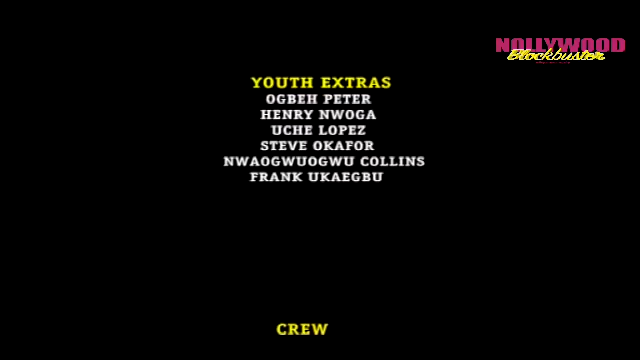 NOLLYWOOD
Blockbuster
YOUTH EXTRAS
OGBEH PETER
HENRY NWOGA
UCHE LOPEZ
STEVE OKAFOR
NWAOGWUOGWU COLLINS
FRANK UKAEGBU
CREW